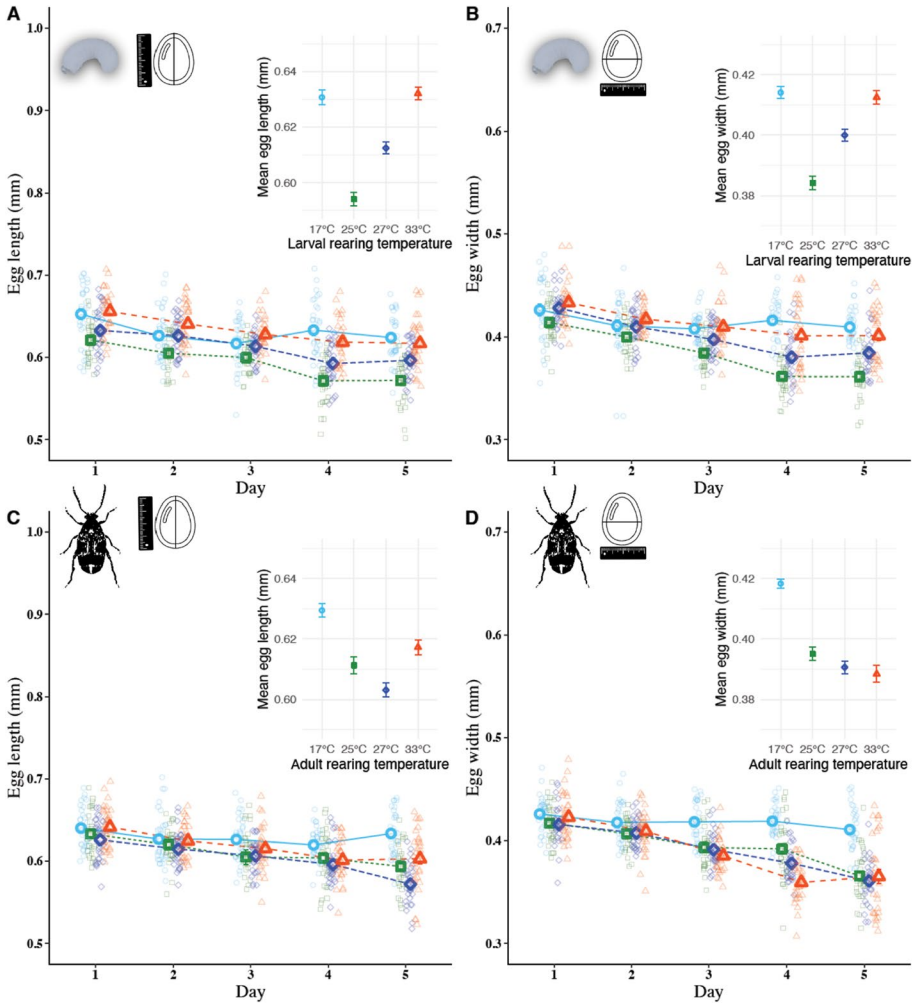 A
Egg length (mm)
1.0
0.9
0.8
0.7
0.6
0.5
1 2 3 4 5
Day
Mean egg length (mm)
0.64
0.62
0.60
17°C 25°C 27°C 33°C
Larval rearing temperature
B
Egg width (mm)
0.7
0.6
0.5
0.4
0.3
1 2 3 4 5
Day
Mean egg width (mm)
0.42
0.40
0.38
17°C 25°C 27°C 33°C
Larval rearing temperature
C
Egg length (mm)
1.0
0.9
0.8
0.7
0.6
0.5
1 2 3 4 5
Day
Mean egg length (mm)
0.64
0.62
0.60
17°C 25°C 27°C 33°C
Adult rearing temperature
D
Egg width (mm)
0.7
0.6
0.5
0.4
0.3
1 2 3 4 5
Day
Mean egg width (mm)
0.42
0.40
0.38
17°C 25°C 27°C 33°C
Adult rearing temperature